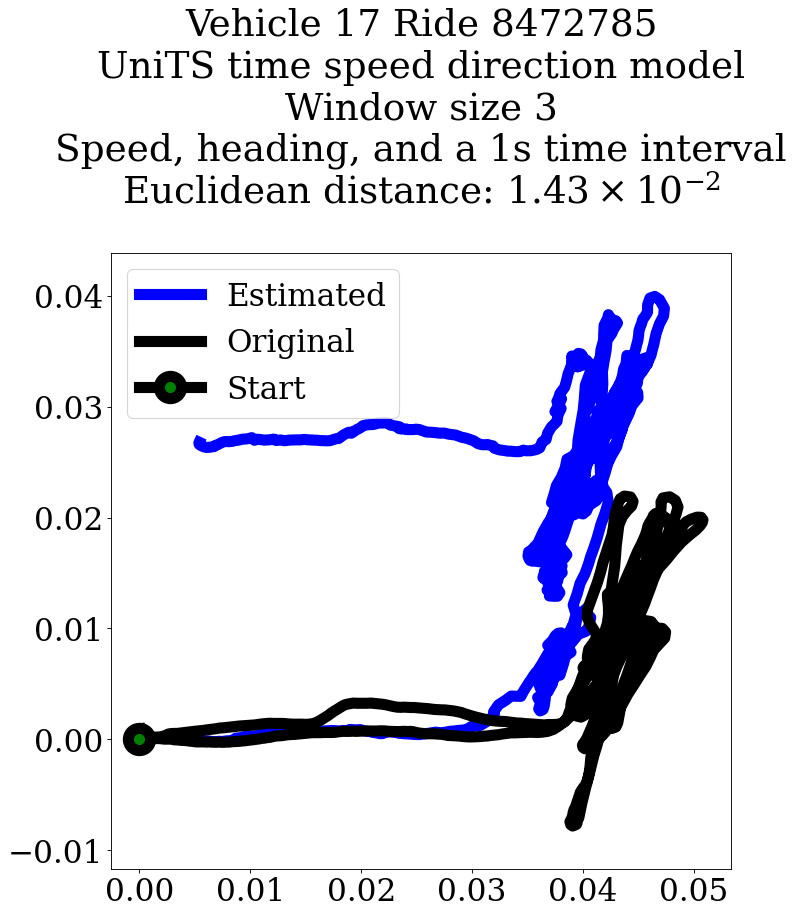 Vehicle 17 Ride 8472785
UniTS time speed direction model
Window size 3
Speed, heading, and a 1s time interval
Euclidean distance: 1.43 × 10⁻²
Estimated
Original
Start
0.04
0.03
0.02
0.01
0.00
−0.01
0.00 0.01 0.02 0.03 0.04 0.05